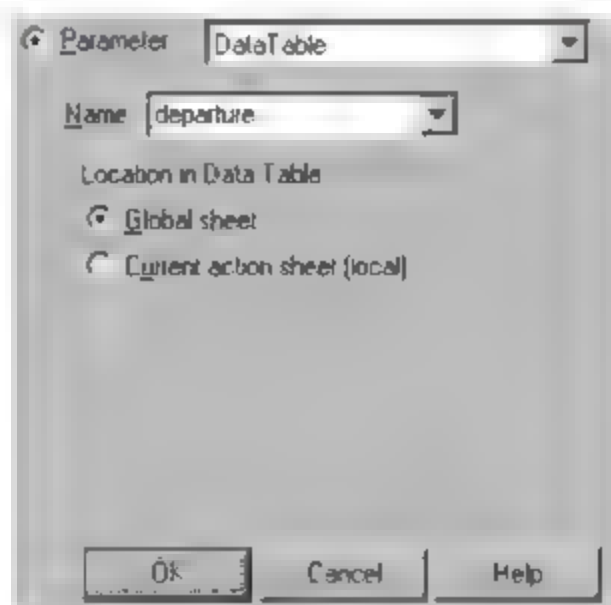 Parameter DataTable
Name departure
Location in Data Table
Global sheet
Current action sheet (local)
OK Cancel Help